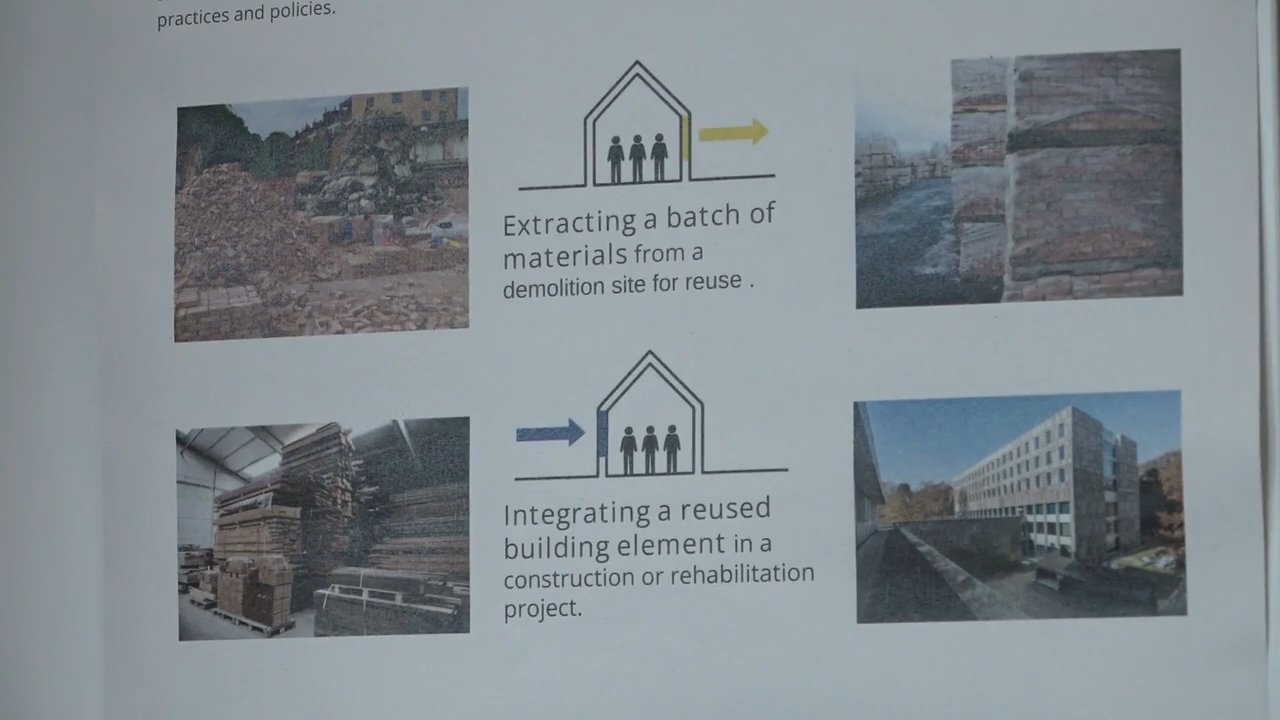 practices and policies.
Extracting a batch of
materials from a
demolition site for reuse .
Integrating a reused
building element in a
construction or rehabilitation
project.